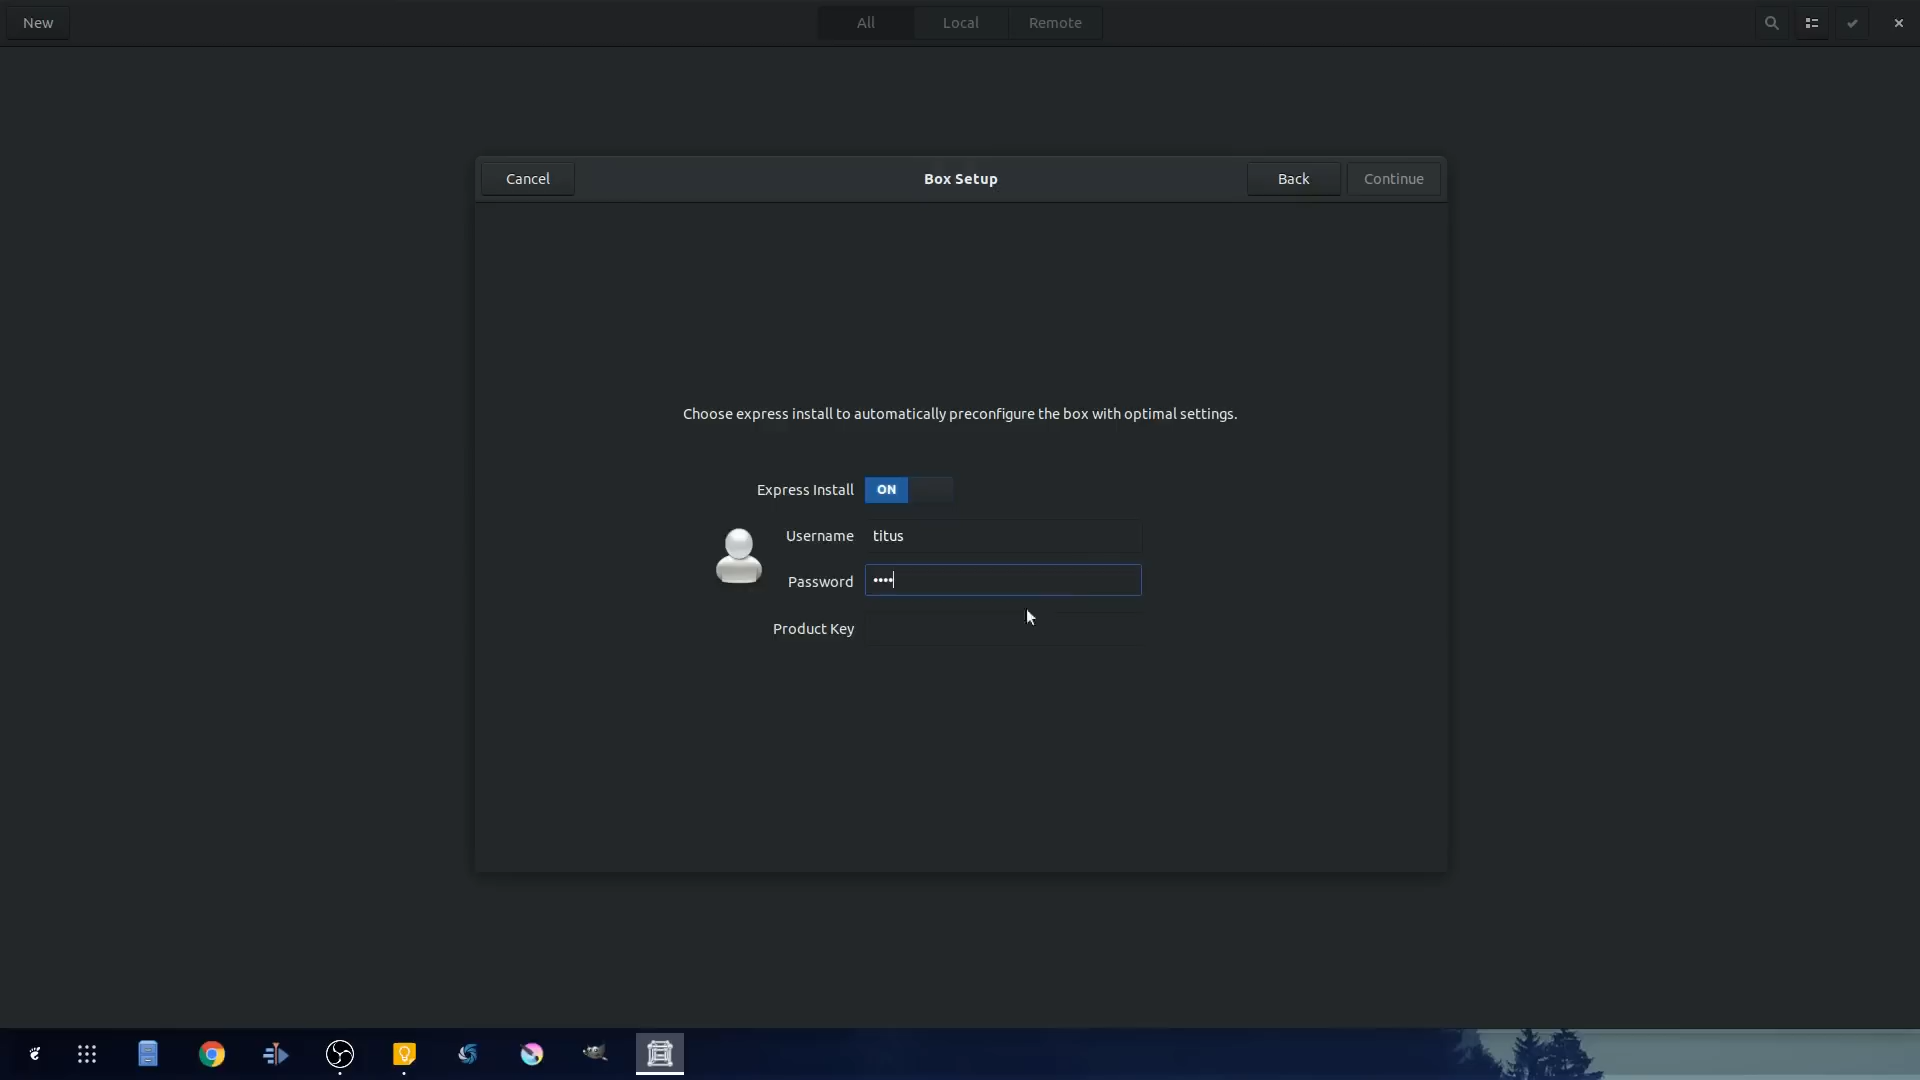 New
All Local Remote
Cancel Box Setup Back Continue
Choose express install to automatically preconfigure the box with optimal settings.
Express Install ON
Username titus
Password ••••
Product Key